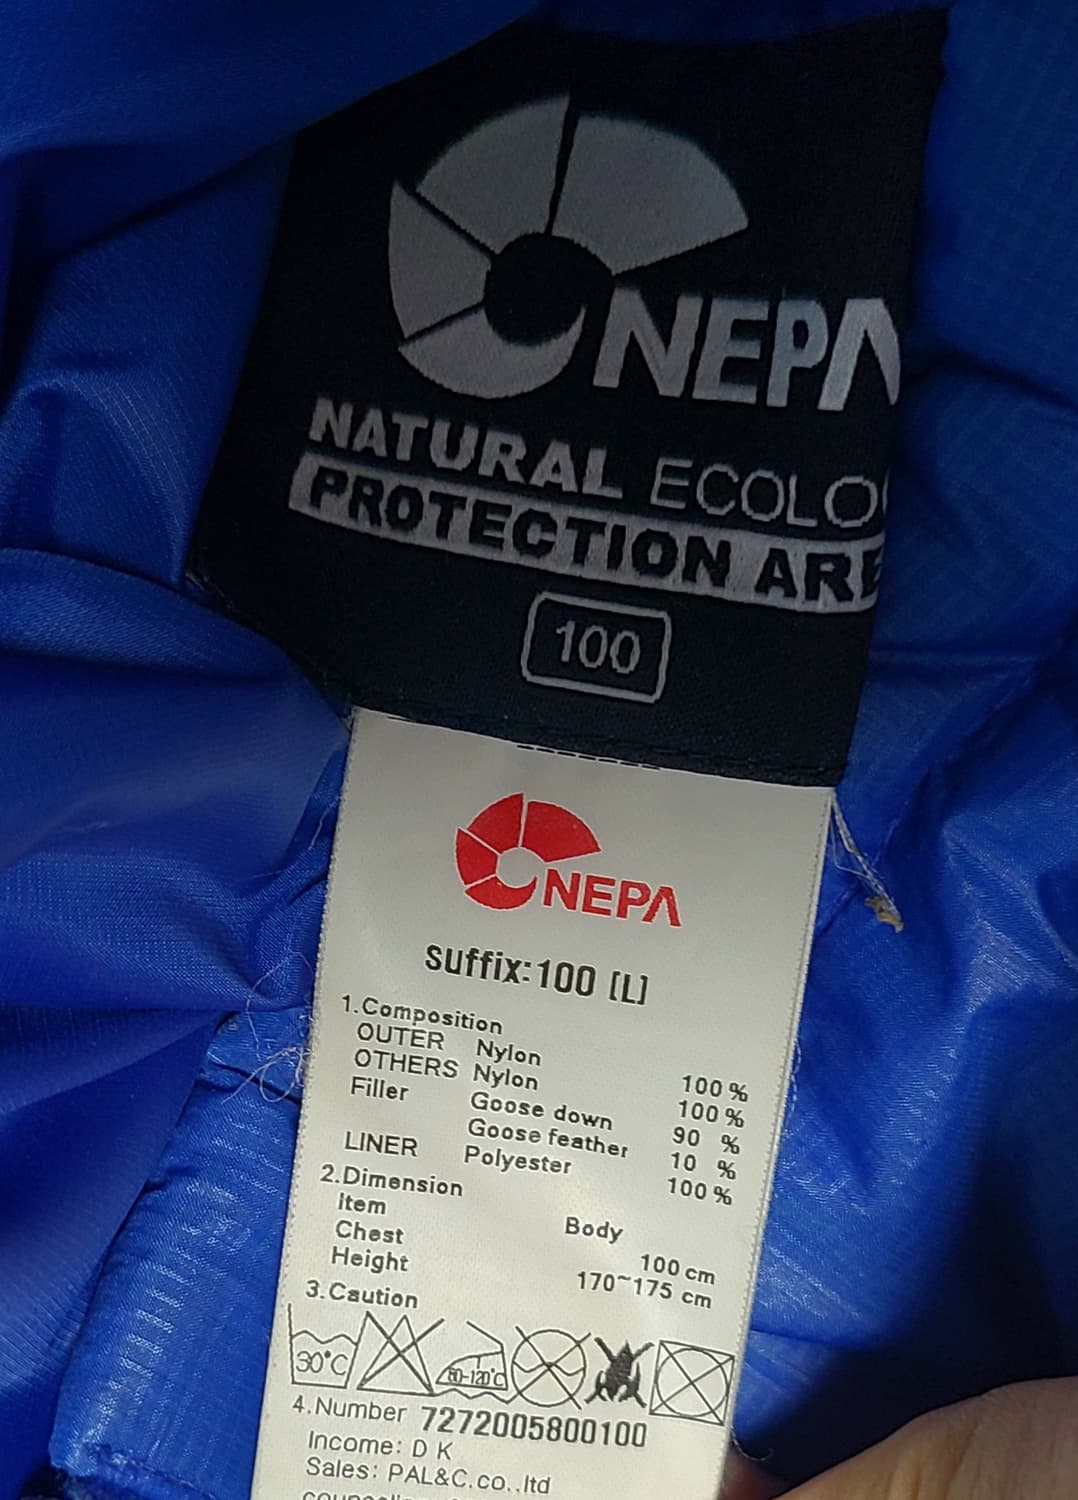 NEPA
NATURAL ECOLO
PROTECTION ARE
100
NEPA
Suffix:100 [L]
1.Composition
OUTER Nylon 100 %
OTHERS Nylon 100 %
Filler Goose down 90 %
Goose feather 10 %
LINER Polyester 100 %
2.Dimension
Item Body
Chest 100 cm
Height 170~175 cm
3.Caution
30°C 80-120°C
4.Number 7272005800100
Income: D K
Sales: PAL&C.co..ltd